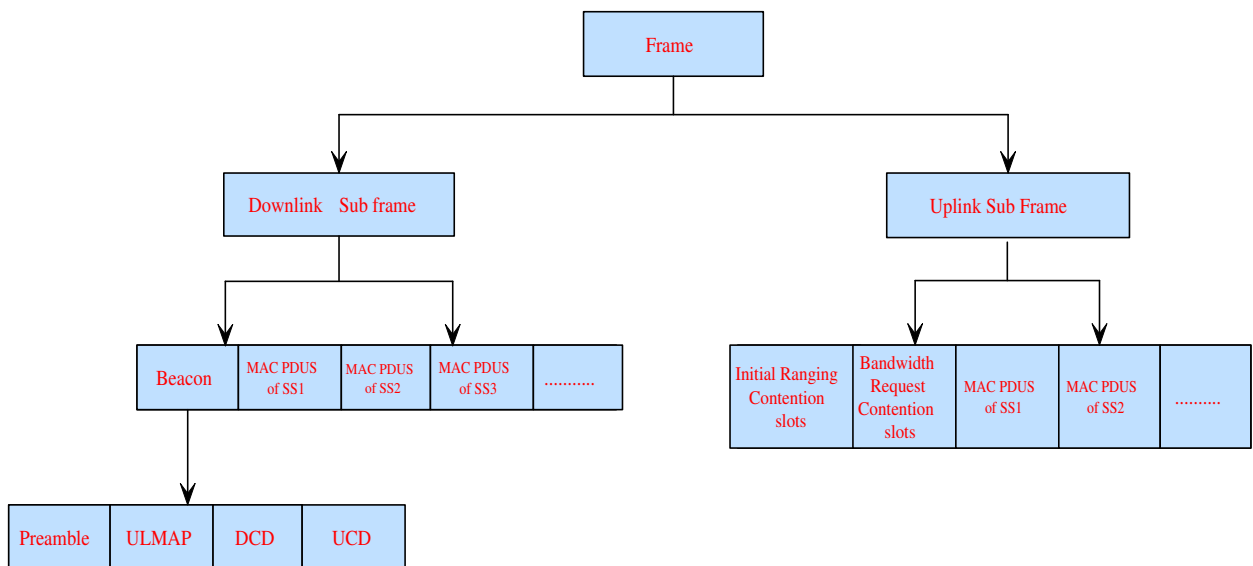 Frame
Downlink Sub frame
Uplink Sub Frame
Beacon
MAC PDUS
of SS1
MAC PDUS
of SS2
MAC PDUS
of SS3
...........
Initial Ranging
Contention
slots
Bandwidth
Request
Contention
slots
MAC PDUS
of SS1
MAC PDUS
of SS2
..........
Preamble
ULMAP
DCD
UCD